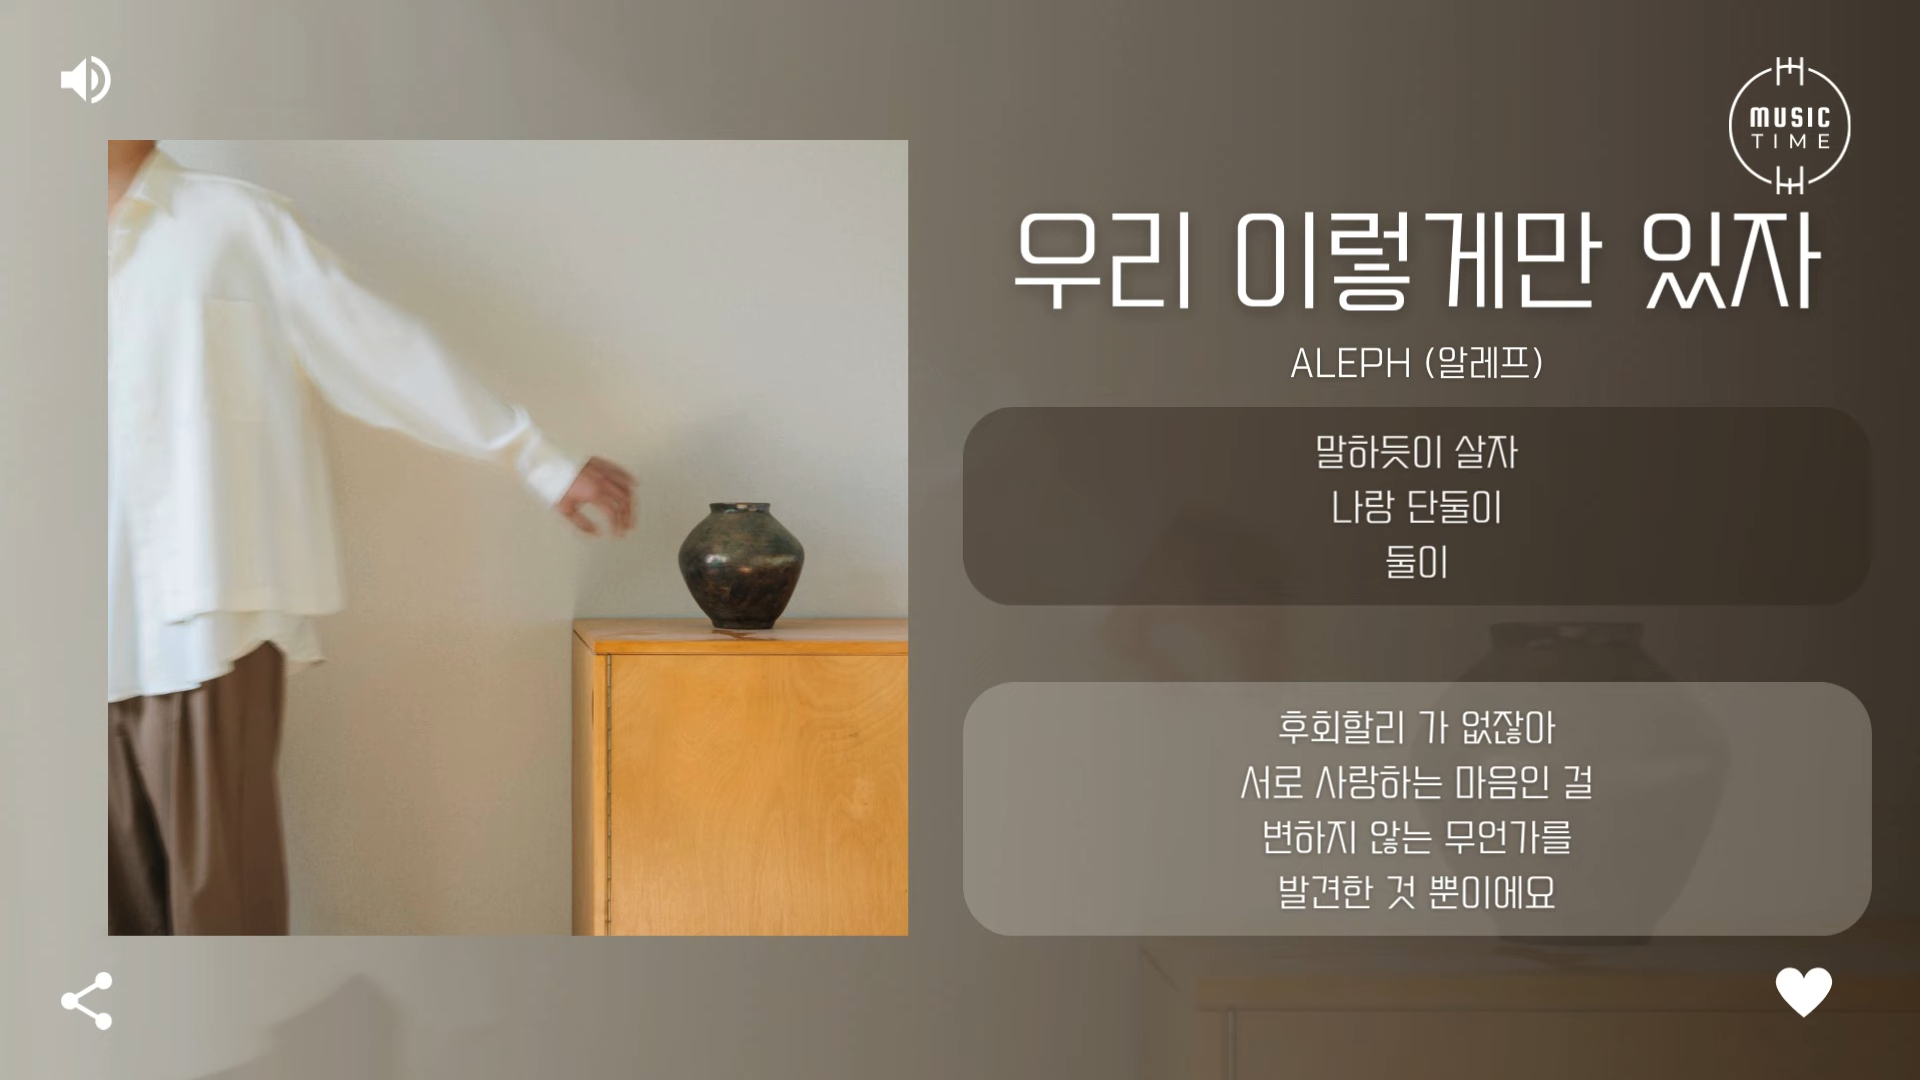 MUSIC
TIME
우리 이렇게만 있자
ALEPH (알레프)
말하듯이 살자
나랑 단둘이
둘이
후회할리 가 없잖아
서로 사랑하는 마음인 걸
변하지 않는 무언가를
발견한 것 뿐이에요